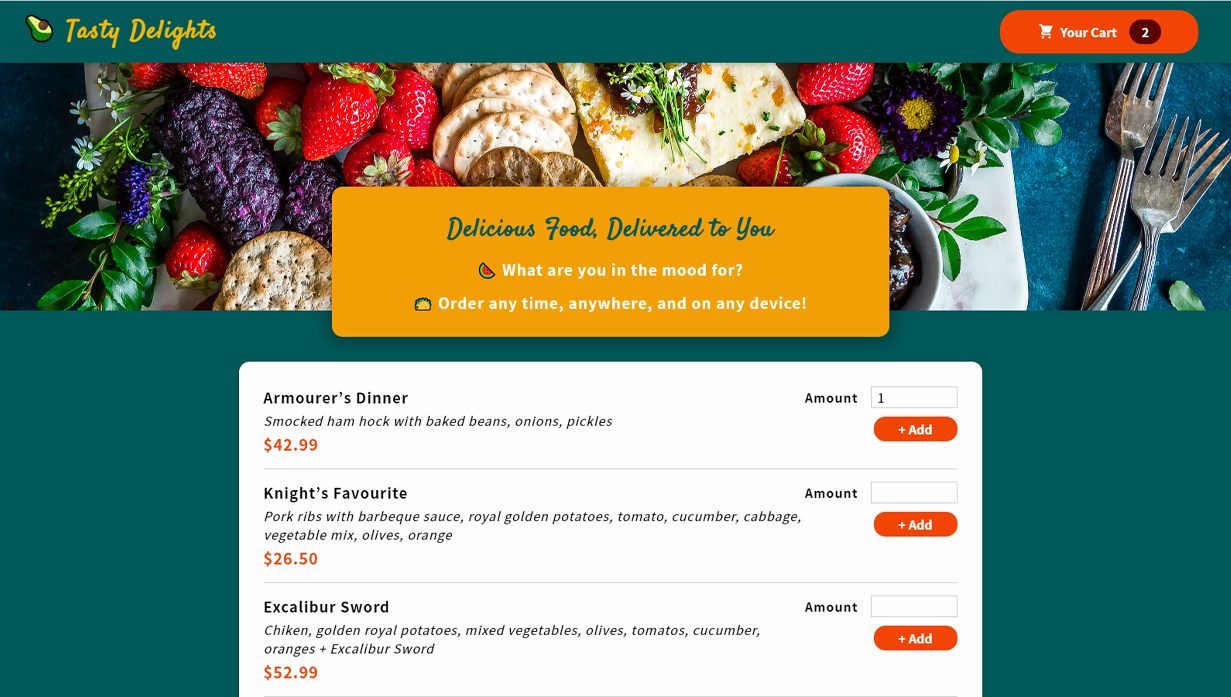 Tasty Delights
Your Cart 2
Delicious Food, Delivered to You
What are you in the mood for?
Order any time, anywhere, and on any device!
Armourer’s Dinner
Amount 1
Smocked ham hock with baked beans, onions, pickles
+ Add
$42.99
Knight’s Favourite
Amount
Pork ribs with barbeque sauce, royal golden potatoes, tomato, cucumber, cabbage,
vegetable mix, olives, orange
+ Add
$26.50
Excalibur Sword
Amount
Chiken, golden royal potatoes, mixed vegetables, olives, tomatos, cucumber,
oranges + Excalibur Sword
+ Add
$52.99